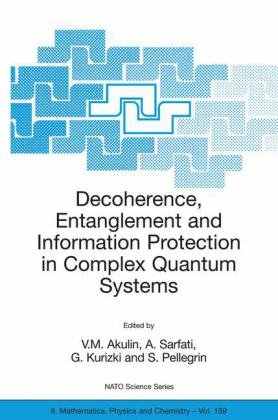 Decoherence,
Entanglement and
Information Protection
in Complex Quantum
Systems
Edited by
V.M. Akulin, A. Sarfati,
G. Kurizki and S. Pellegrin
NATO Science Series
II. Mathematics, Physics and Chemistry – Vol. 189